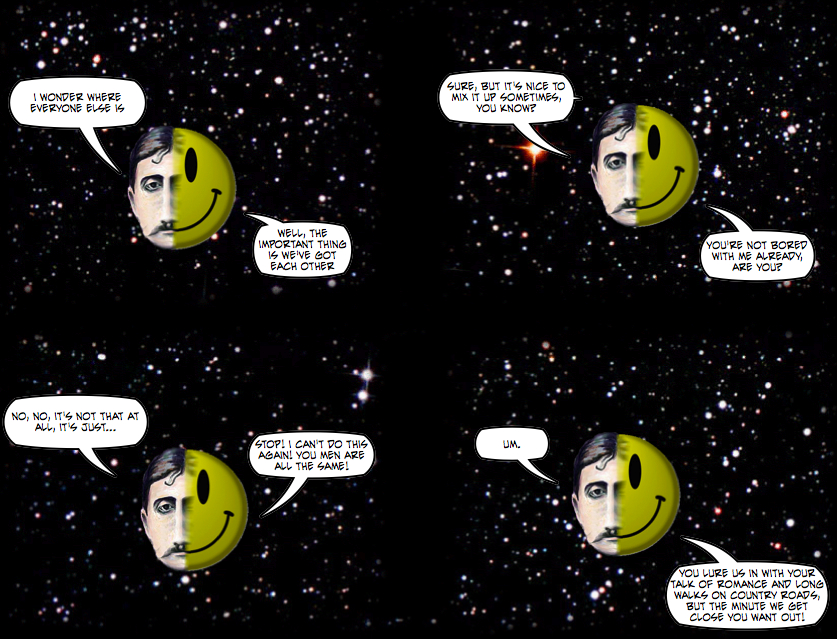 I WONDER WHERE
EVERYONE ELSE IS
WELL, THE
IMPORTANT THING
IS WE'VE GOT
EACH OTHER
SURE, BUT IT'S NICE TO
MIX IT UP SOMETIMES,
YOU KNOW?
YOU'RE NOT BORED
WITH ME ALREADY,
ARE YOU?
NO, NO, IT'S NOT THAT AT
ALL, IT'S JUST...
STOP! I CAN'T DO THIS
AGAIN! YOU MEN ARE
ALL THE SAME!
UM.
YOU LURE US IN WITH YOUR
TALK OF ROMANCE AND LONG
WALKS ON COUNTRY ROADS,
BUT THE MINUTE WE GET
CLOSE YOU WANT OUT!